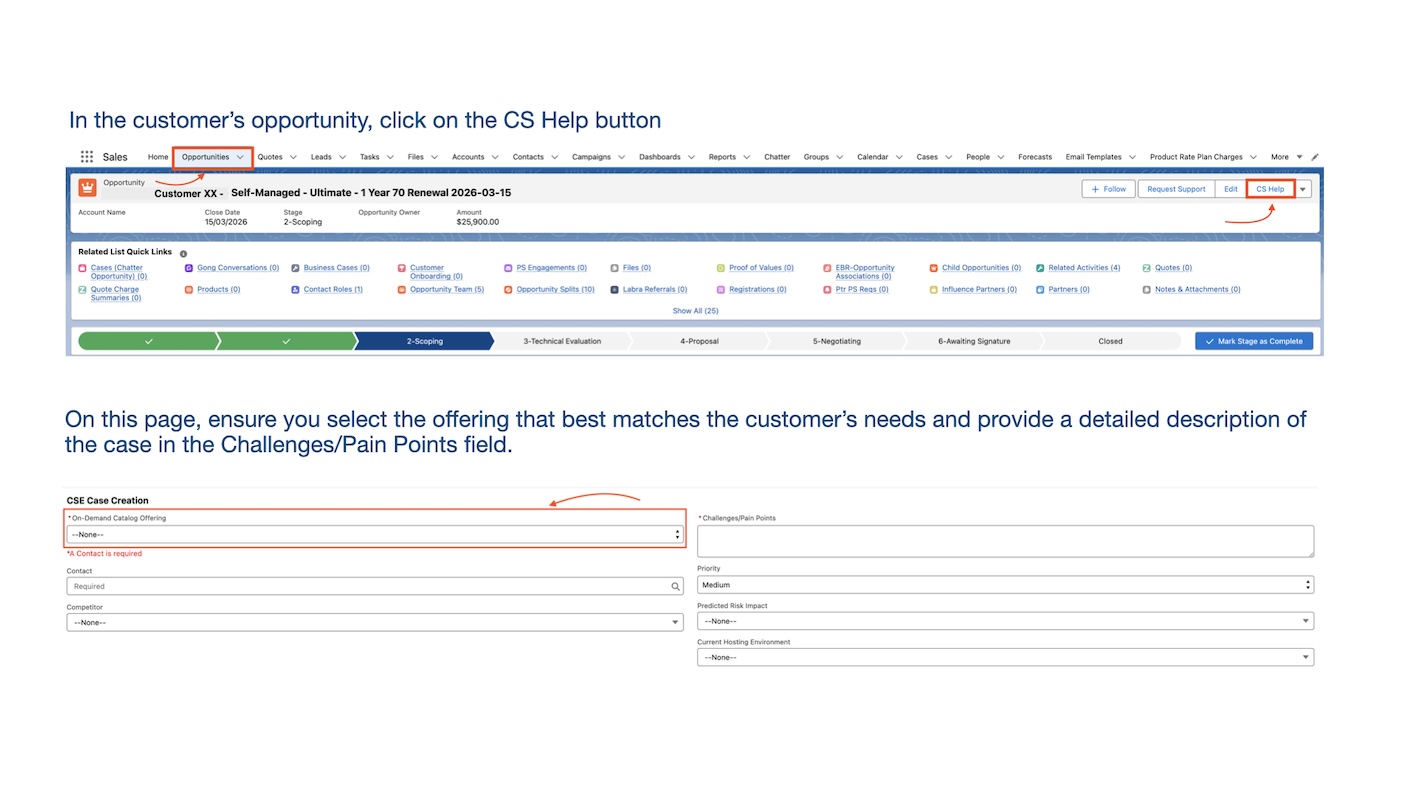 In the customer’s opportunity, click on the CS Help button
Sales Home Opportunities Quotes Leads Tasks Files Accounts Contacts Campaigns Dashboards Reports Chatter Groups Calendar Cases People Forecasts Email Templates Product Rate Plan Charges More
Opportunity
Customer XX - Self-Managed - Ultimate - 1 Year 70 Renewal 2026-03-15
+ Follow Request Support Edit CS Help
Account Name Close Date Stage Opportunity Owner Amount
15/03/2026 2-Scoping $25,900.00
Related List Quick Links
Cases (Chatter Opportunity) (0) Gong Conversations (0) Business Cases (0) Customer Onboarding (0) PS Engagements (0) Files (0) Proof of Values (0) EBR-Opportunity Associations (0) Child Opportunities (0) Related Activities (4) Quotes (0)
Quote Charge Summaries (0) Products (0) Contact Roles (1) Opportunity Team (5) Opportunity Splits (10) Labra Referrals (0) Registrations (0) Ptr PS Reqs (0) Influence Partners (0) Partners (0) Notes & Attachments (0)
Show All (25)
2-Scoping 3-Technical Evaluation 4-Proposal 5-Negotiating 6-Awaiting Signature Closed Mark Stage as Complete
On this page, ensure you select the offering that best matches the customer’s needs and provide a detailed description of
the case in the Challenges/Pain Points field.
CSE Case Creation
*On-Demand Catalog Offering
--None--
*A Contact is required
Contact
Required
Competitor
--None--
*Challenges/Pain Points
Priority
Medium
Predicted Risk Impact
--None--
Current Hosting Environment
--None--